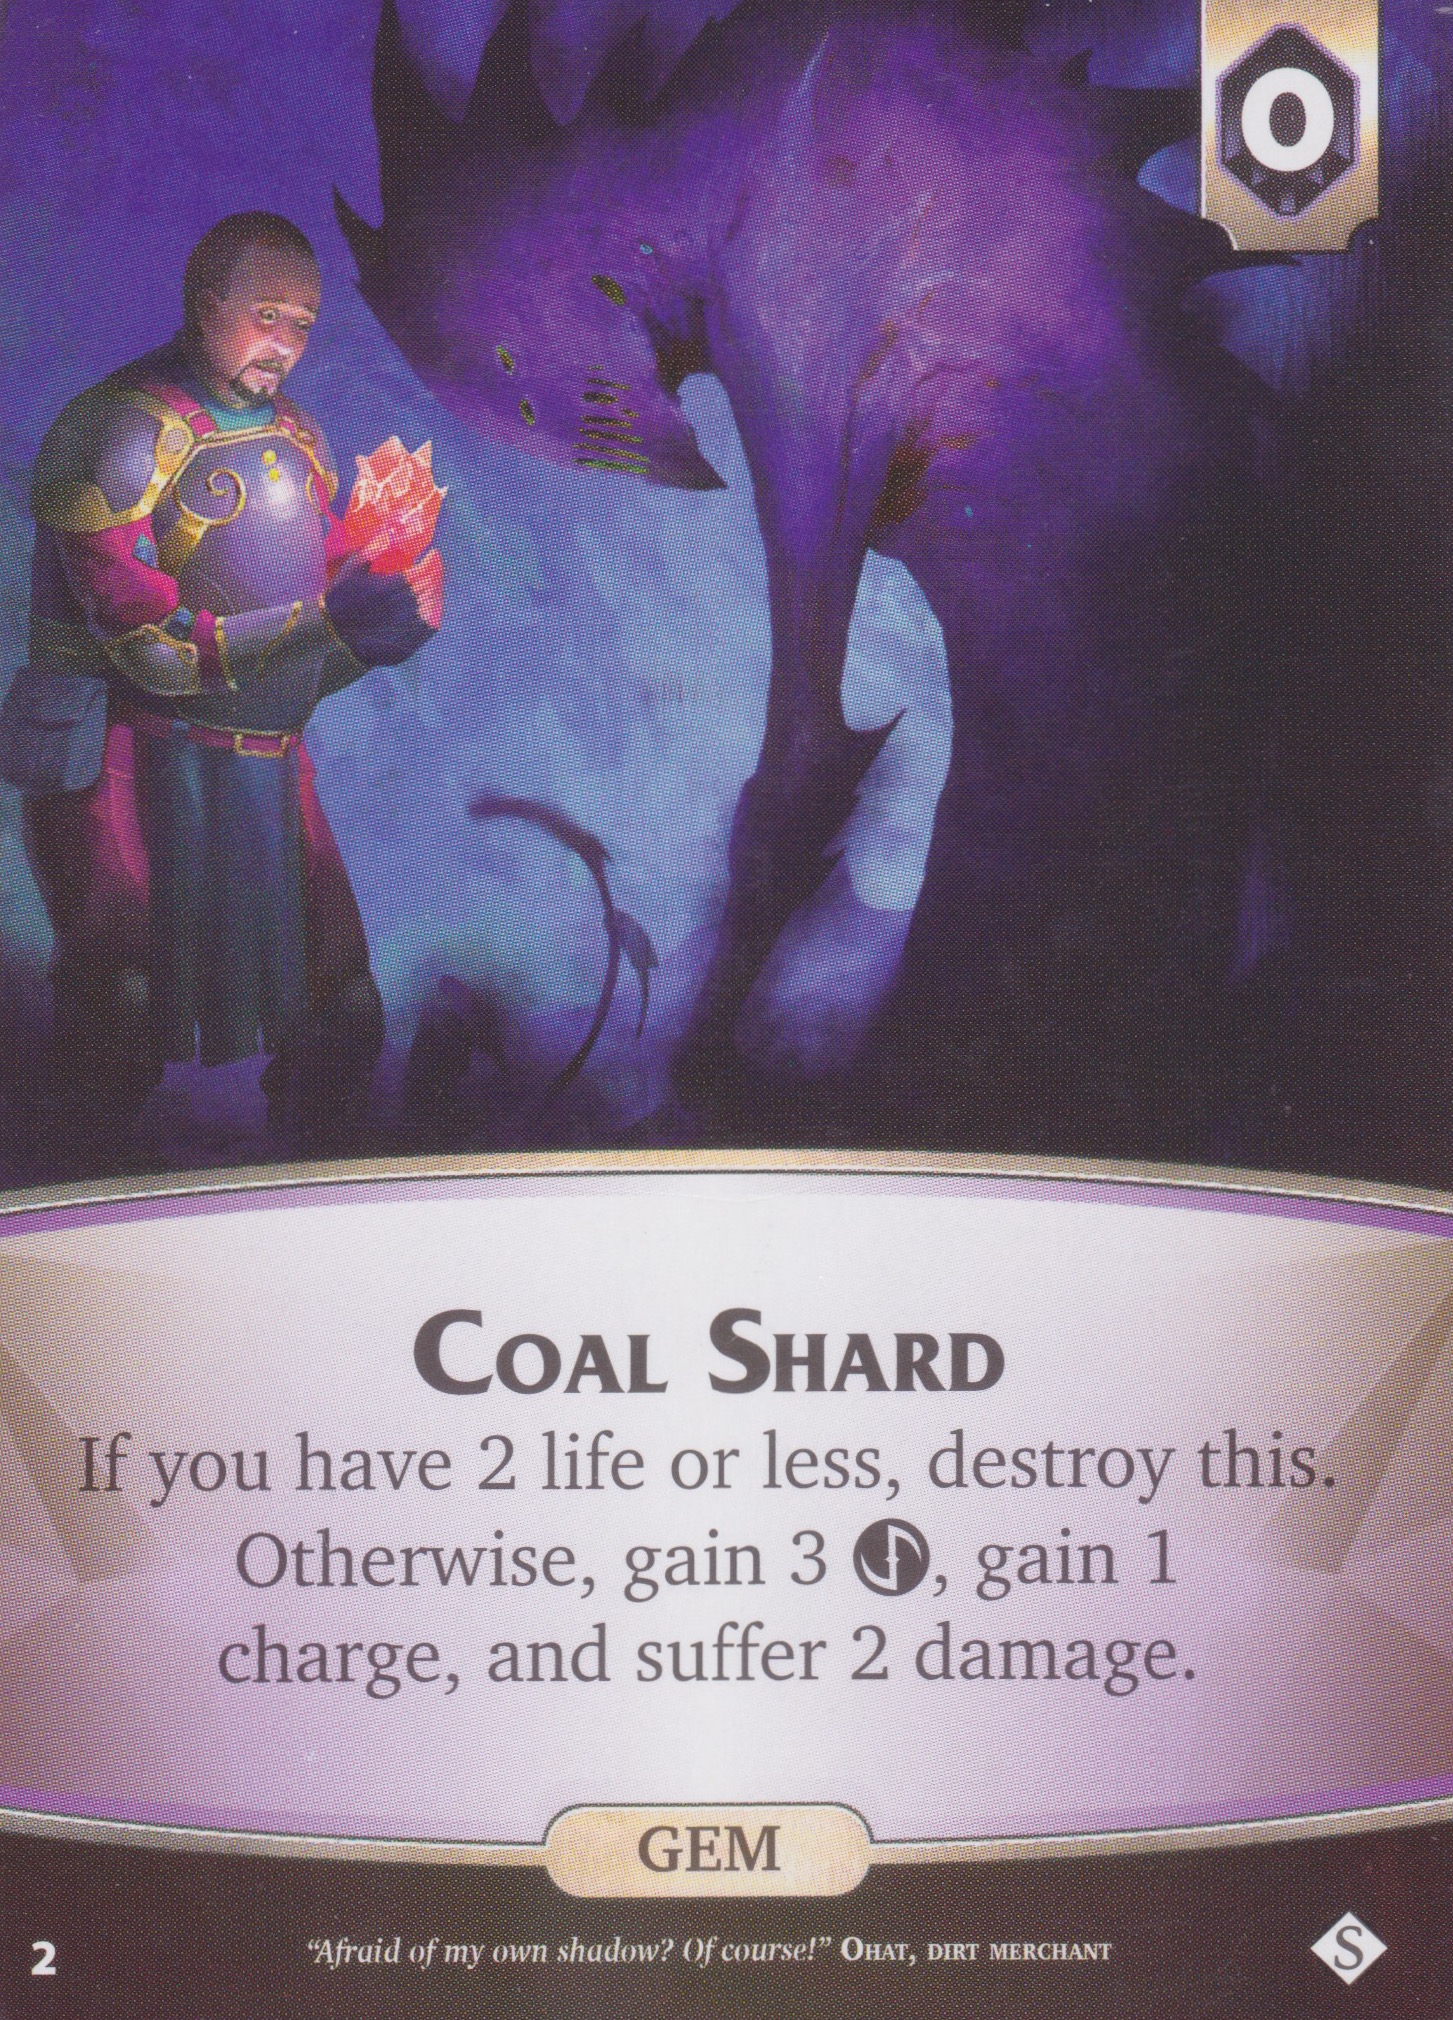 0
Coal Shard
If you have 2 life or less, destroy this.
Otherwise, gain 3 , gain 1
charge, and suffer 2 damage.
GEM
2 "Afraid of my own shadow? Of course!" Ohat, dirt merchant S